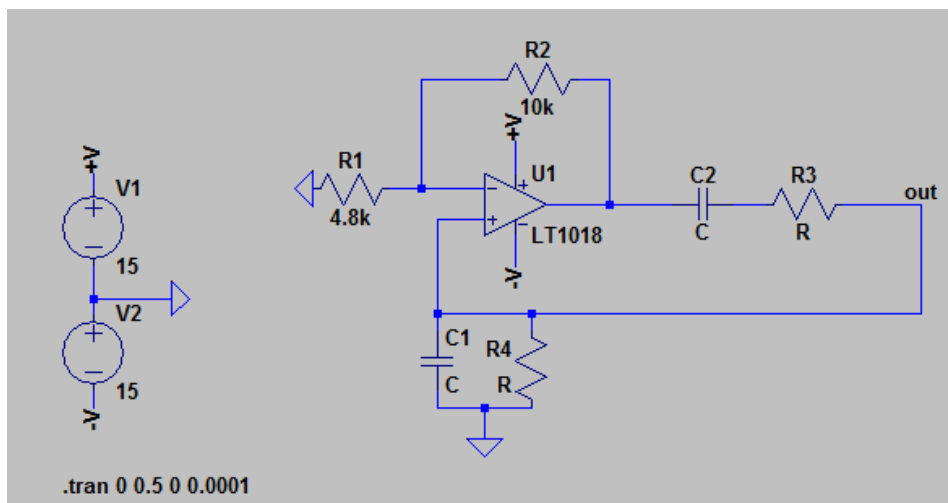 R2
10k
+V
R1
4.8k
U1
LT1018
-V
C2
C
R3
R
out
+V
V1
15
V2
15
-V
C1
C
R4
R
.tran 0 0.5 0 0.0001